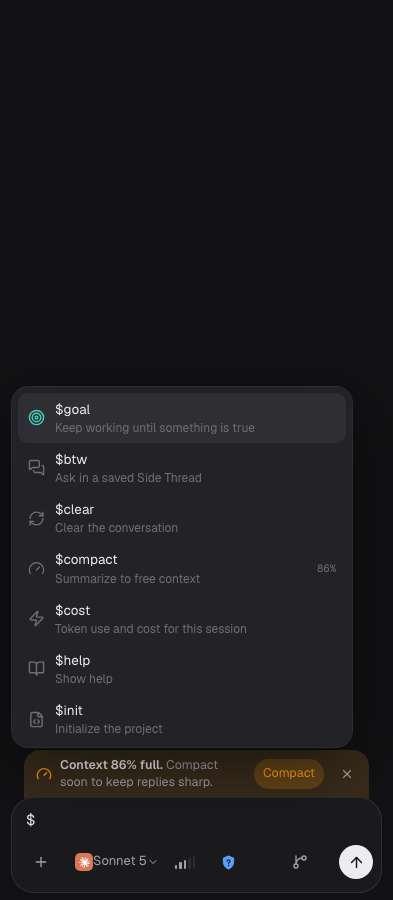 $goal
Keep working until something is true
$btw
Ask in a saved Side Thread
$clear
Clear the conversation
$compact
Summarize to free context
86%
$cost
Token use and cost for this session
$help
Show help
$init
Initialize the project
Context 86% full. Compact
soon to keep replies sharp.
Compact
$
Sonnet 5